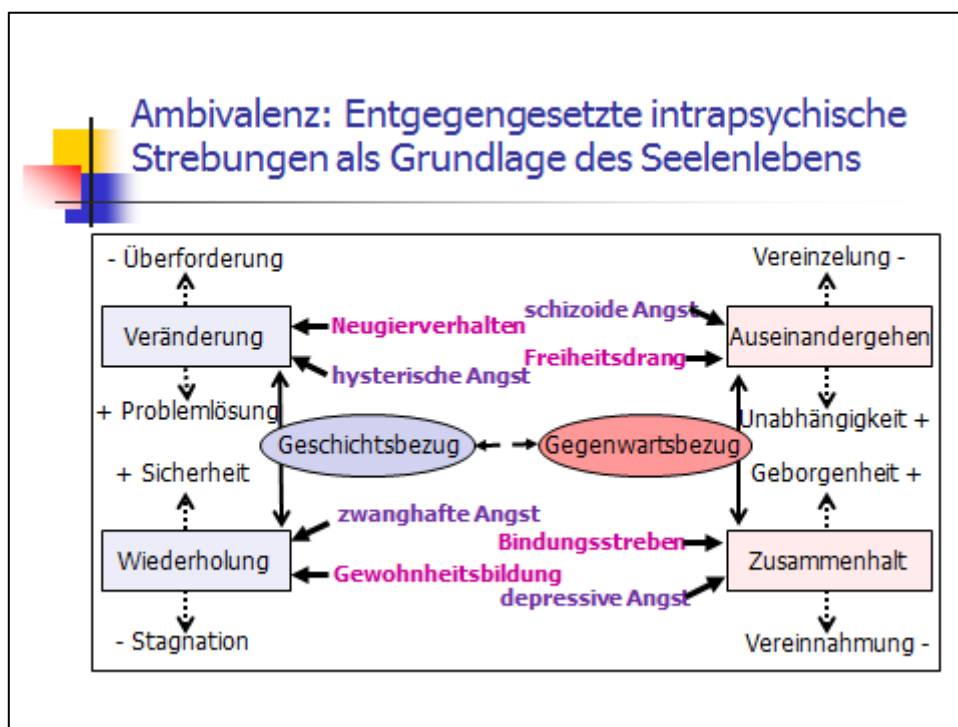 Ambivalenz: Entgegengesetzte intrapsychische
Strebungen als Grundlage des Seelenlebens
- Überforderung
Vereinzelung -
schizoide Angst
Veränderung
Neugierverhalten
Auseinandergehen
Freiheitsdrang
hysterische Angst
+ Problemlösung
Unabhängigkeit +
Geschichtsbezug
Gegenwartsbezug
+ Sicherheit
Geborgenheit +
zwanghafte Angst
Bindungsstreben
Wiederholung
Zusammenhalt
Gewohnheitsbildung
depressive Angst
- Stagnation
Vereinnahmung -